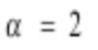 α = 2